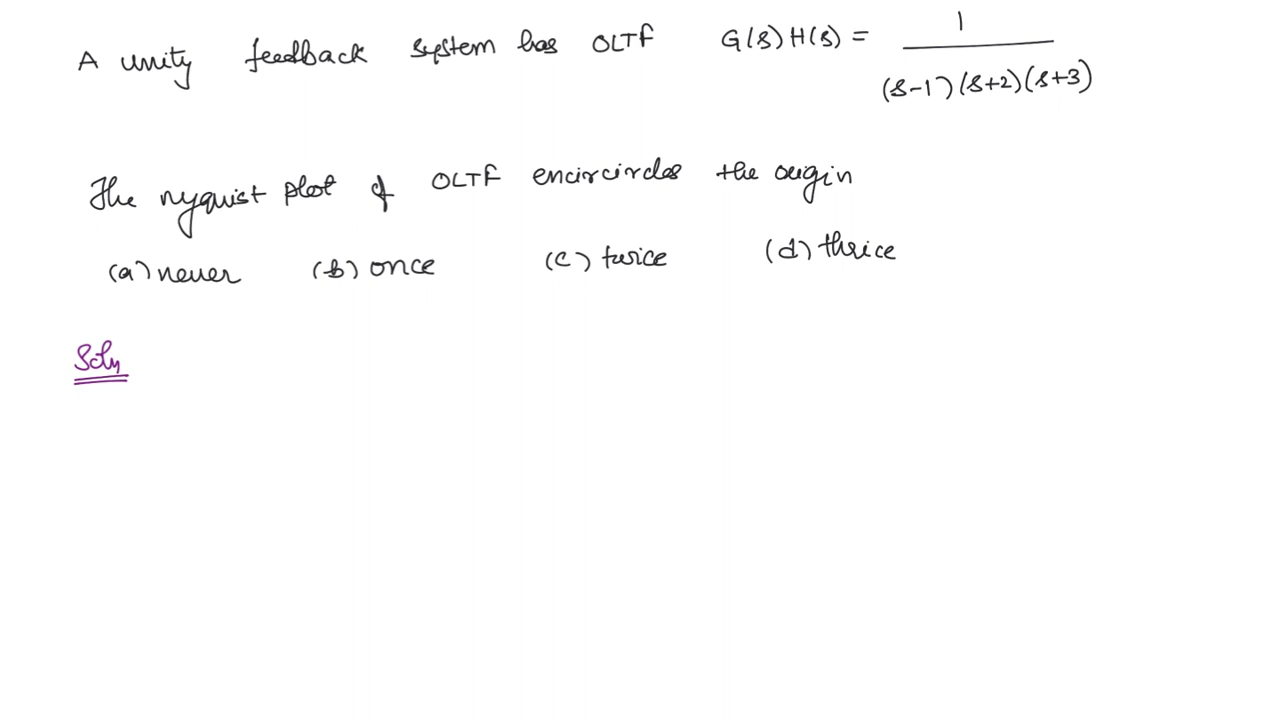 A unity feedback system has OLTF G(s)H(s) = 1 / (s-1)(s+2)(s+3)
The nyquist plot of OLTF encircircles the origin
(a) never (b) once (c) twice (d) thrice
Soln